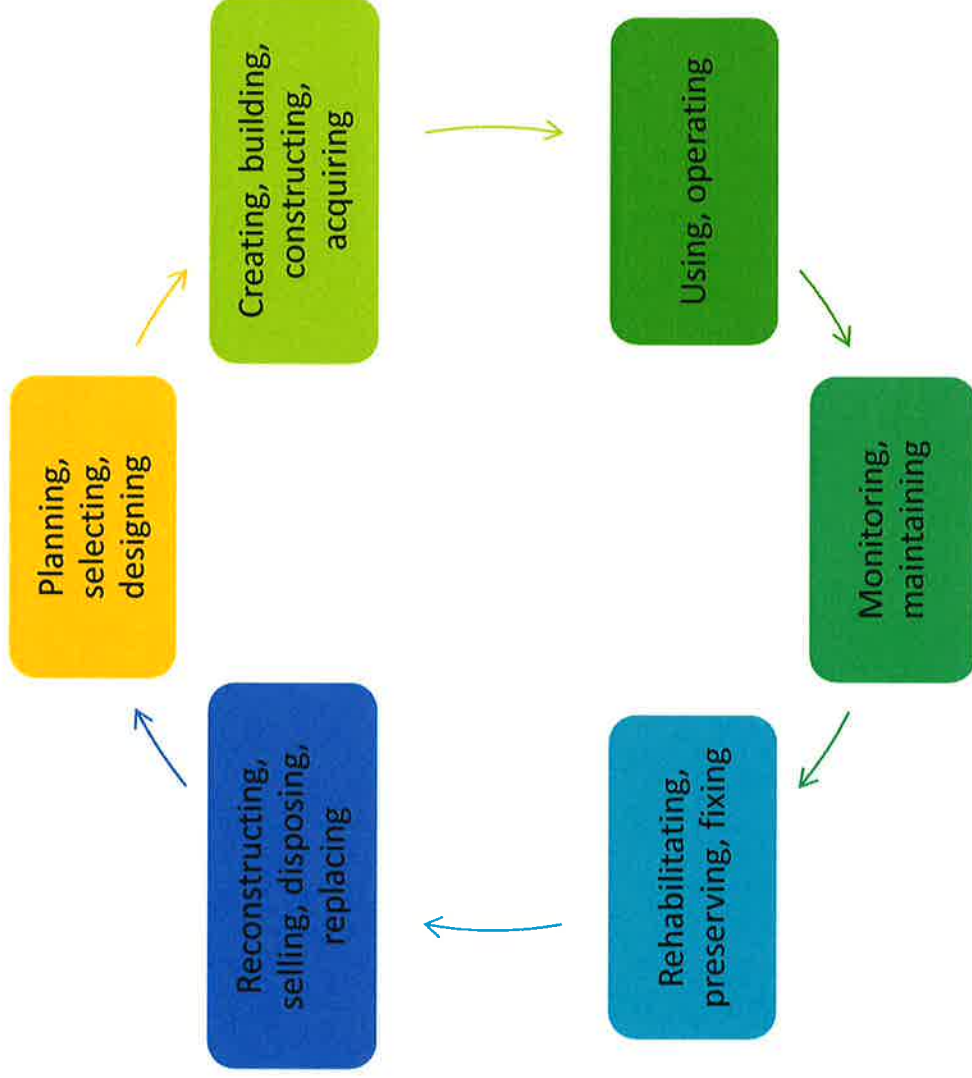 Planning,
selecting,
designing
Creating, building,
constructing,
acquiring
Using, operating
Monitoring,
maintaining
Rehabilitating,
preserving, fixing
Reconstructing,
selling, disposing,
replacing